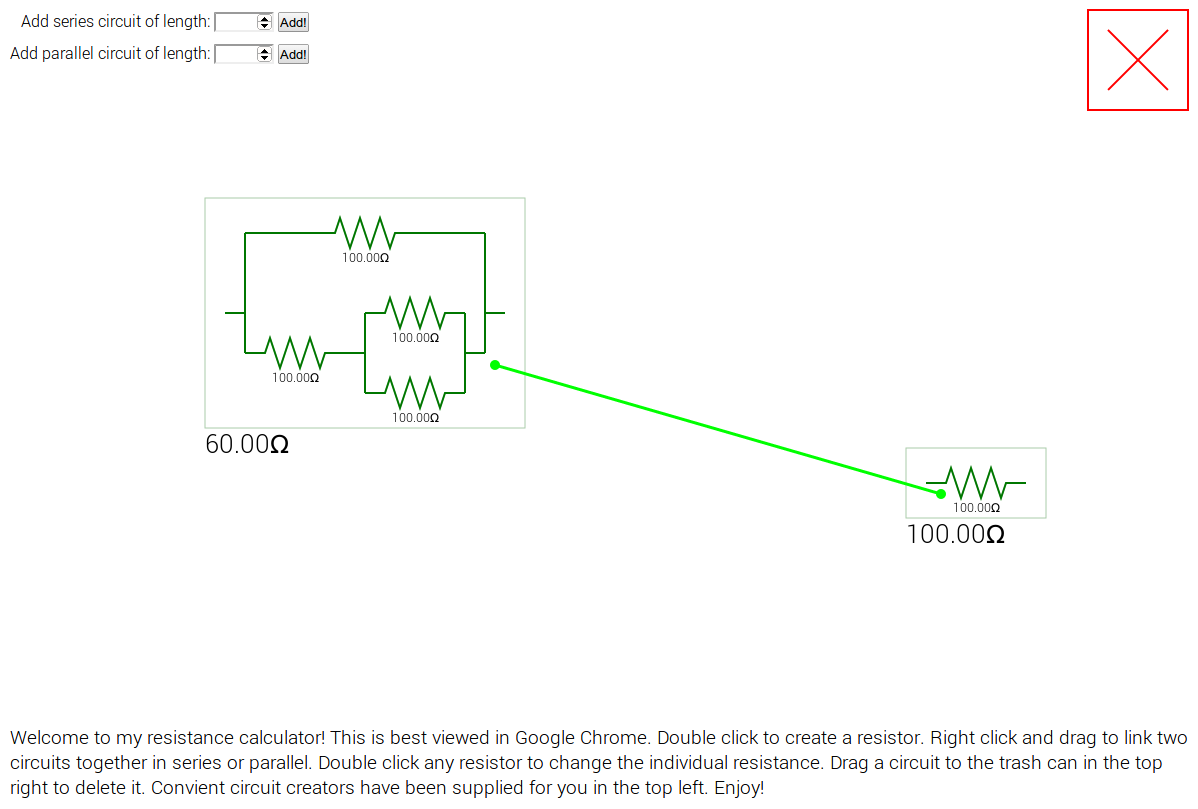 Add series circuit of length: Add!
Add parallel circuit of length: Add!
100.00Ω
100.00Ω
100.00Ω
100.00Ω
60.00Ω
100.00Ω
100.00Ω
Welcome to my resistance calculator! This is best viewed in Google Chrome. Double click to create a resistor. Right click and drag to link two
circuits together in series or parallel. Double click any resistor to change the individual resistance. Drag a circuit to the trash can in the top
right to delete it. Convient circuit creators have been supplied for you in the top left. Enjoy!